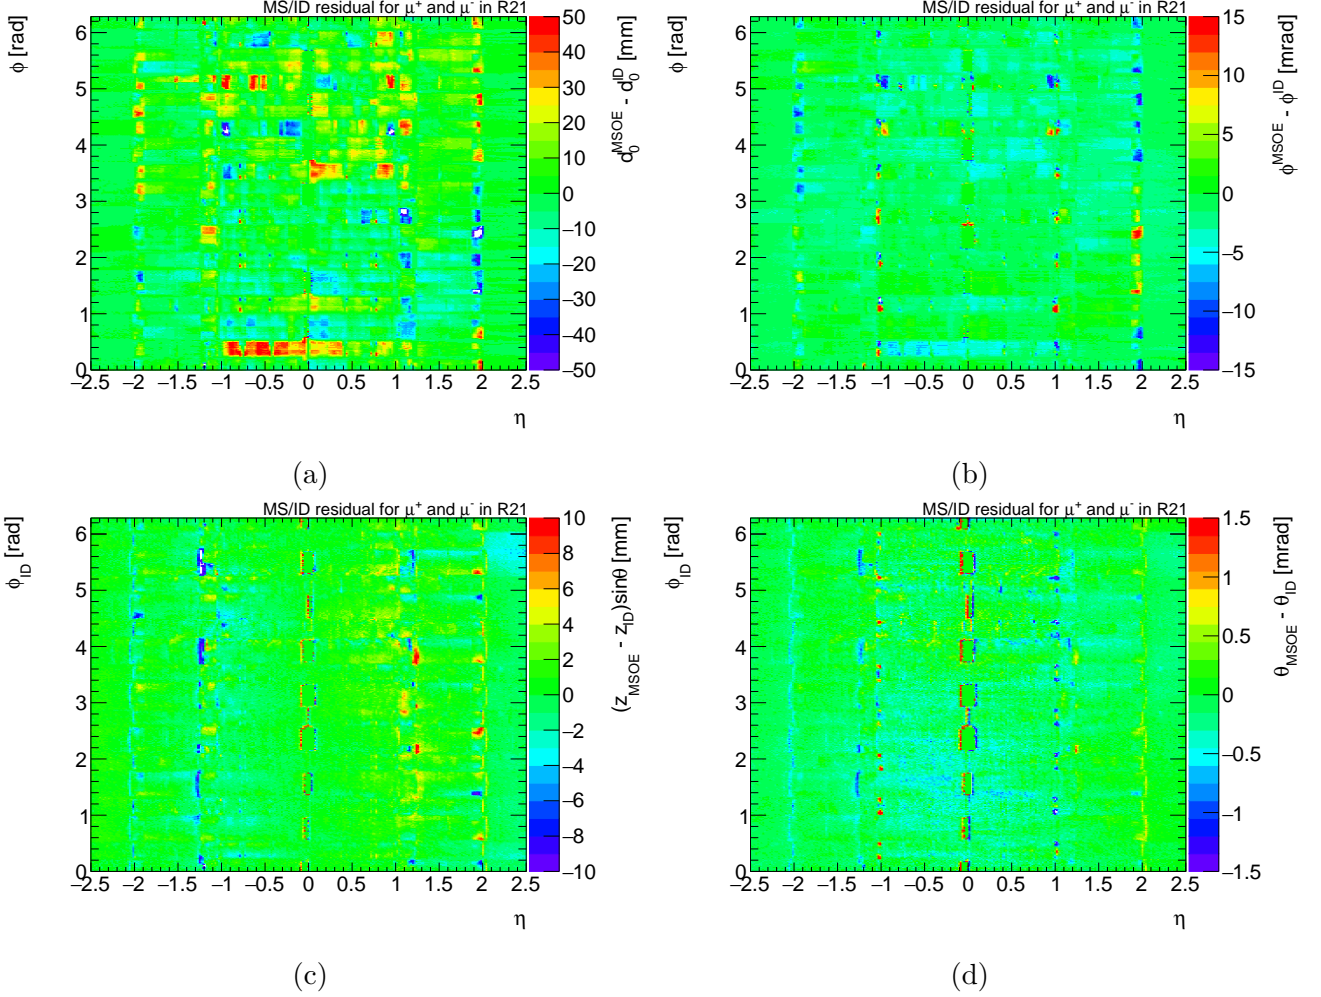 MS/ID residual for μ⁺ and μ⁻ in R21
ϕ [rad]
6
5
4
3
2
1
0
−2.5 −2 −1.5 −1 −0.5 0 0.5 1 1.5 2 2.5
η
50
40
30
20
10
0
−10
−20
−30
−40
−50
d₀^MSOE - d₀^ID [mm]
(a)
MS/ID residual for μ⁺ and μ⁻ in R21
ϕ [rad]
6
5
4
3
2
1
0
−2.5 −2 −1.5 −1 −0.5 0 0.5 1 1.5 2 2.5
η
15
10
5
0
−5
−10
−15
ϕ^MSOE - ϕ^ID [mrad]
(b)
MS/ID residual for μ⁺ and μ⁻ in R21
ϕ_ID [rad]
6
5
4
3
2
1
0
−2.5 −2 −1.5 −1 −0.5 0 0.5 1 1.5 2 2.5
η
10
8
6
4
2
0
−2
−4
−6
−8
−10
(z_MSOE - z_ID)sinθ [mm]
(c)
MS/ID residual for μ⁺ and μ⁻ in R21
ϕ_ID [rad]
6
5
4
3
2
1
0
−2.5 −2 −1.5 −1 −0.5 0 0.5 1 1.5 2 2.5
η
1.5
1
0.5
0
−0.5
−1
−1.5
θ_MSOE - θ_ID [mrad]
(d)